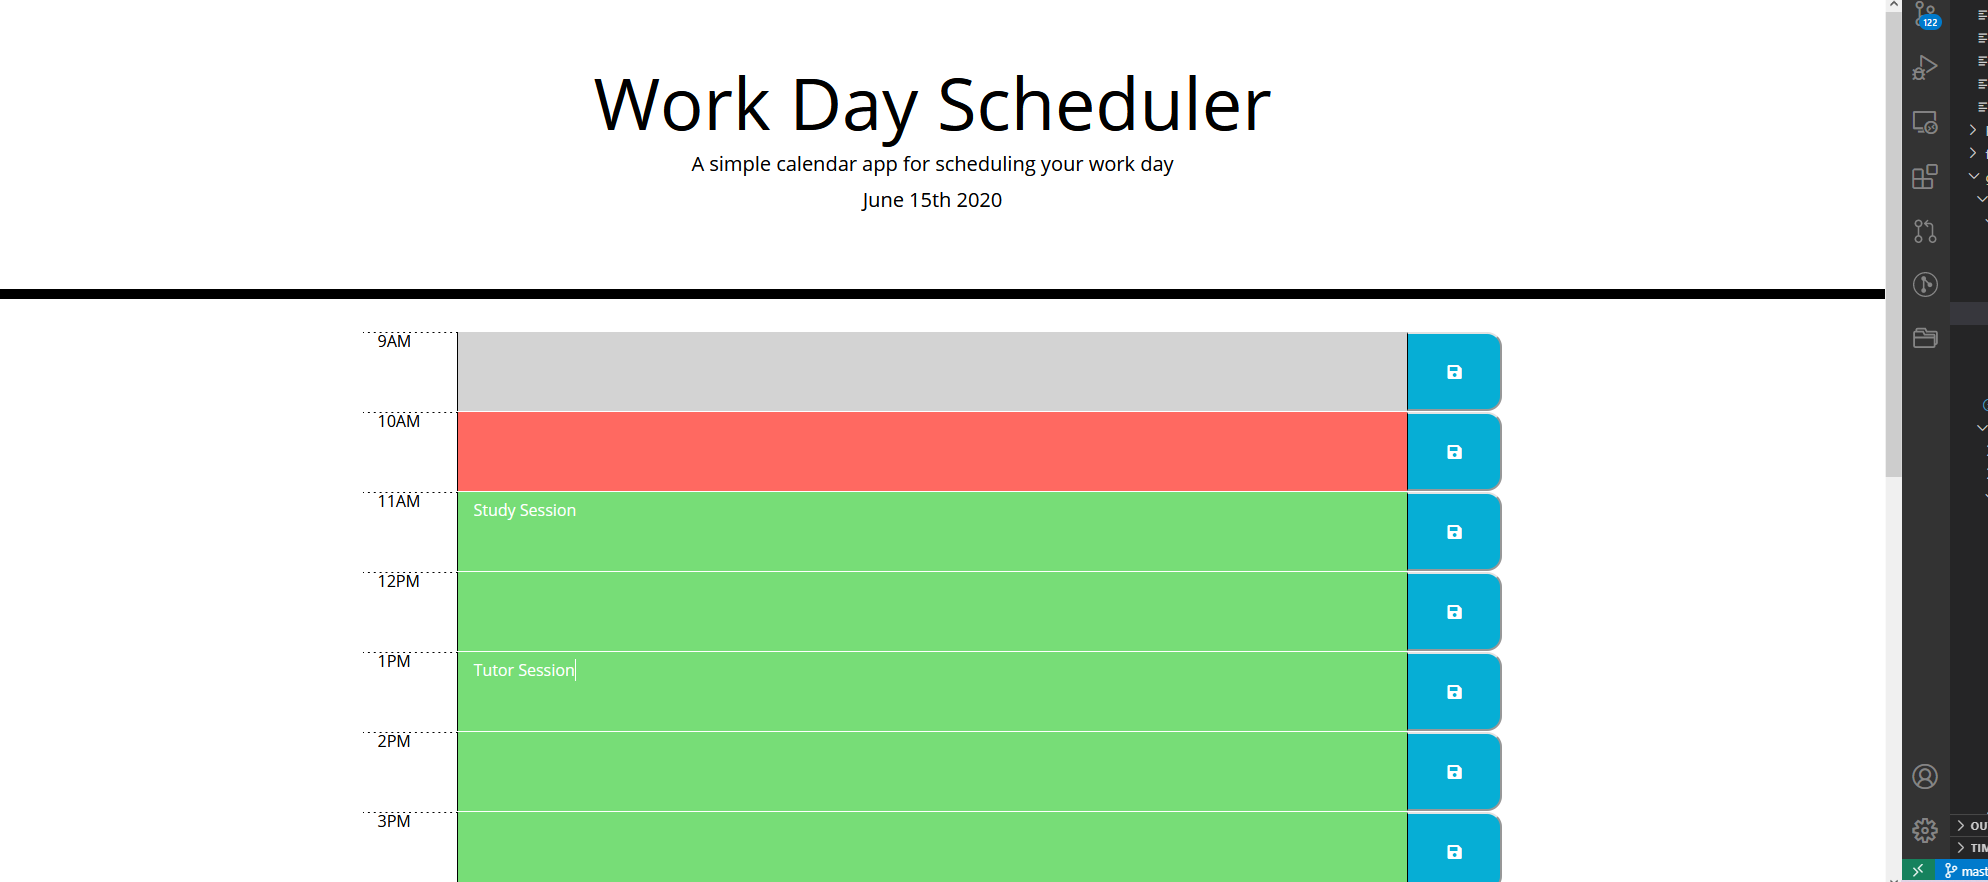 Work Day Scheduler
A simple calendar app for scheduling your work day
June 15th 2020
9AM
10AM
11AM
Study Session
12PM
1PM
Tutor Session
2PM
3PM
122
OU
TIM
mast